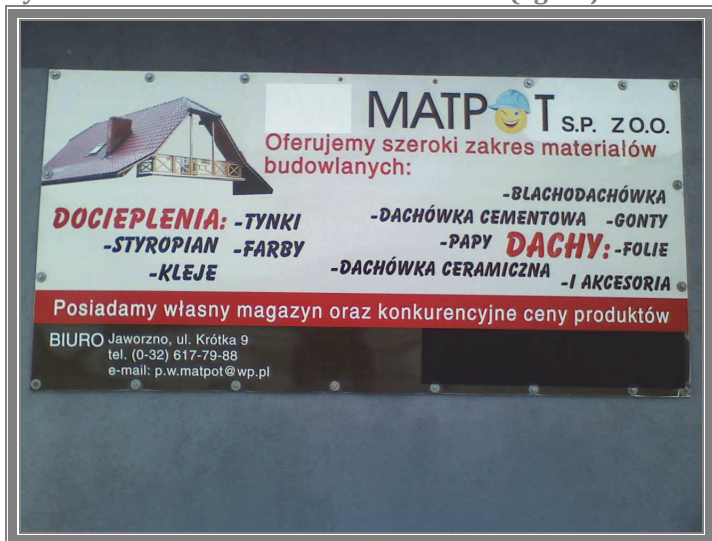 MATPOT S.P. Z O.O.
Oferujemy szeroki zakres materiałów
budowlanych:
DOCIEPLENIA: -TYNKI
-STYROPIAN -FARBY
-KLEJE
-BLACHODACHÓWKA
-DACHÓWKA CEMENTOWA -GONTY
-PAPY DACHY: -FOLIE
-DACHÓWKA CERAMICZNA -I AKCESORIA
Posiadamy własny magazyn oraz konkurencyjne ceny produktów
BIURO Jaworzno, ul. Krótka 9
tel. (0-32) 617-79-88
e-mail: p.w.matpot@wp.pl